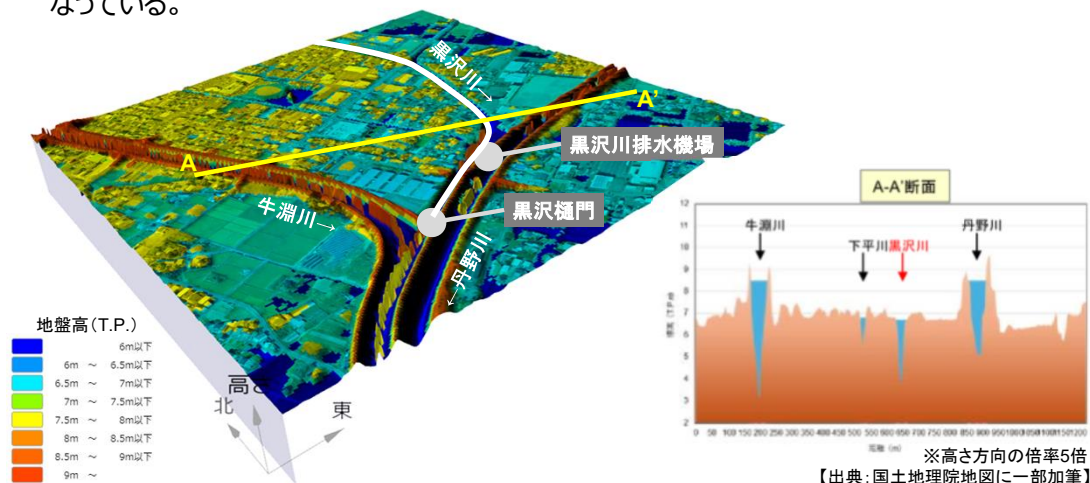 なっている。
黒沢川→
A'
A
黒沢川排水機場
黒沢樋門
牛淵川→
←丹野川
地盤高(T.P.)
6m以下
6m ～ 6.5m以下
6.5m ～ 7m以下
7m ～ 7.5m以下
7.5m ～ 8m以下
8m ～ 8.5m以下
8.5m ～ 9m以下
9m ～
高さ
北
東
A-A'断面
牛淵川
下平川
黒沢川
丹野川
12
11
10
9
8
7
6
5
4
3
2
標高(T.P.m)
0 50 100 150 200 250 300 350 400 450 500 550 600 650 700 750 800 850 900 950 1000 1050 1100 1150 1200
距離(m)
※高さ方向の倍率5倍
【出典:国土地理院地図に一部加筆】